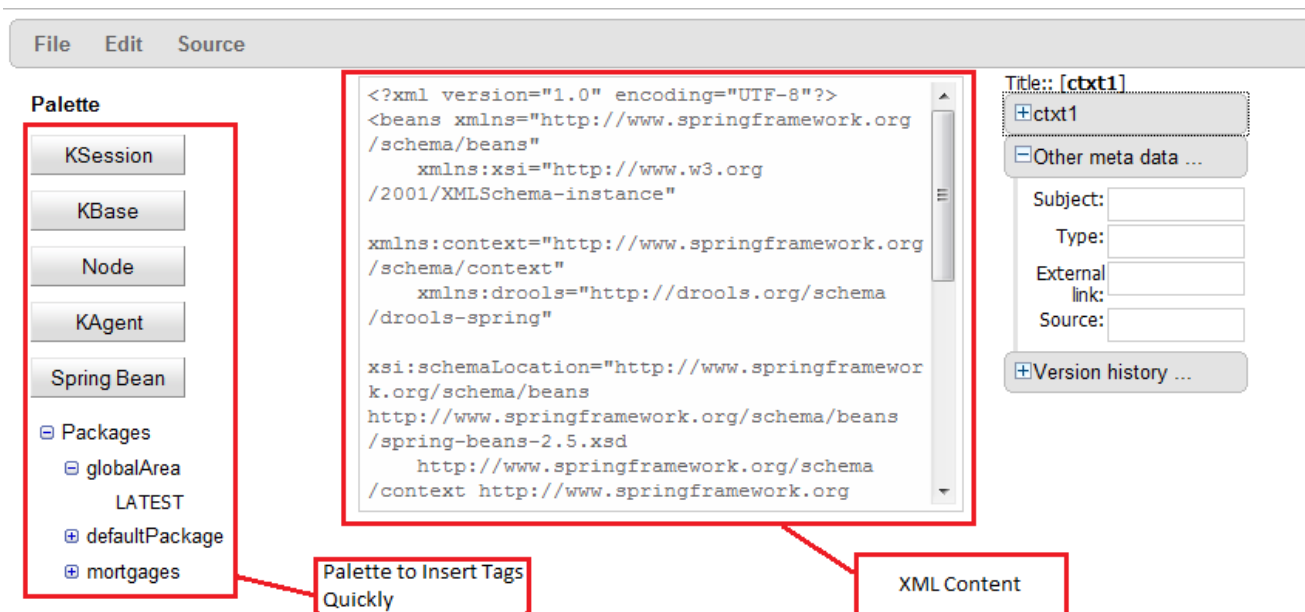 File Edit Source
Palette
KSession
KBase
Node
KAgent
Spring Bean
Packages
globalArea
LATEST
defaultPackage
mortgages
<?xml version="1.0" encoding="UTF-8"?>
<beans xmlns="http://www.springframework.org
/schema/beans"
xmlns:xsi="http://www.w3.org
/2001/XMLSchema-instance"
xmlns:context="http://www.springframework.org
/schema/context"
xmlns:drools="http://drools.org/schema
/drools-spring"
xsi:schemaLocation="http://www.springframewor
k.org/schema/beans
http://www.springframework.org/schema/beans
/spring-beans-2.5.xsd
http://www.springframework.org/schema
/context http://www.springframework.org
Title:: [ctxt1]
ctxt1
Other meta data ...
Subject:
Type:
External
link:
Source:
Version history ...
Palette to Insert Tags
Quickly
XML Content